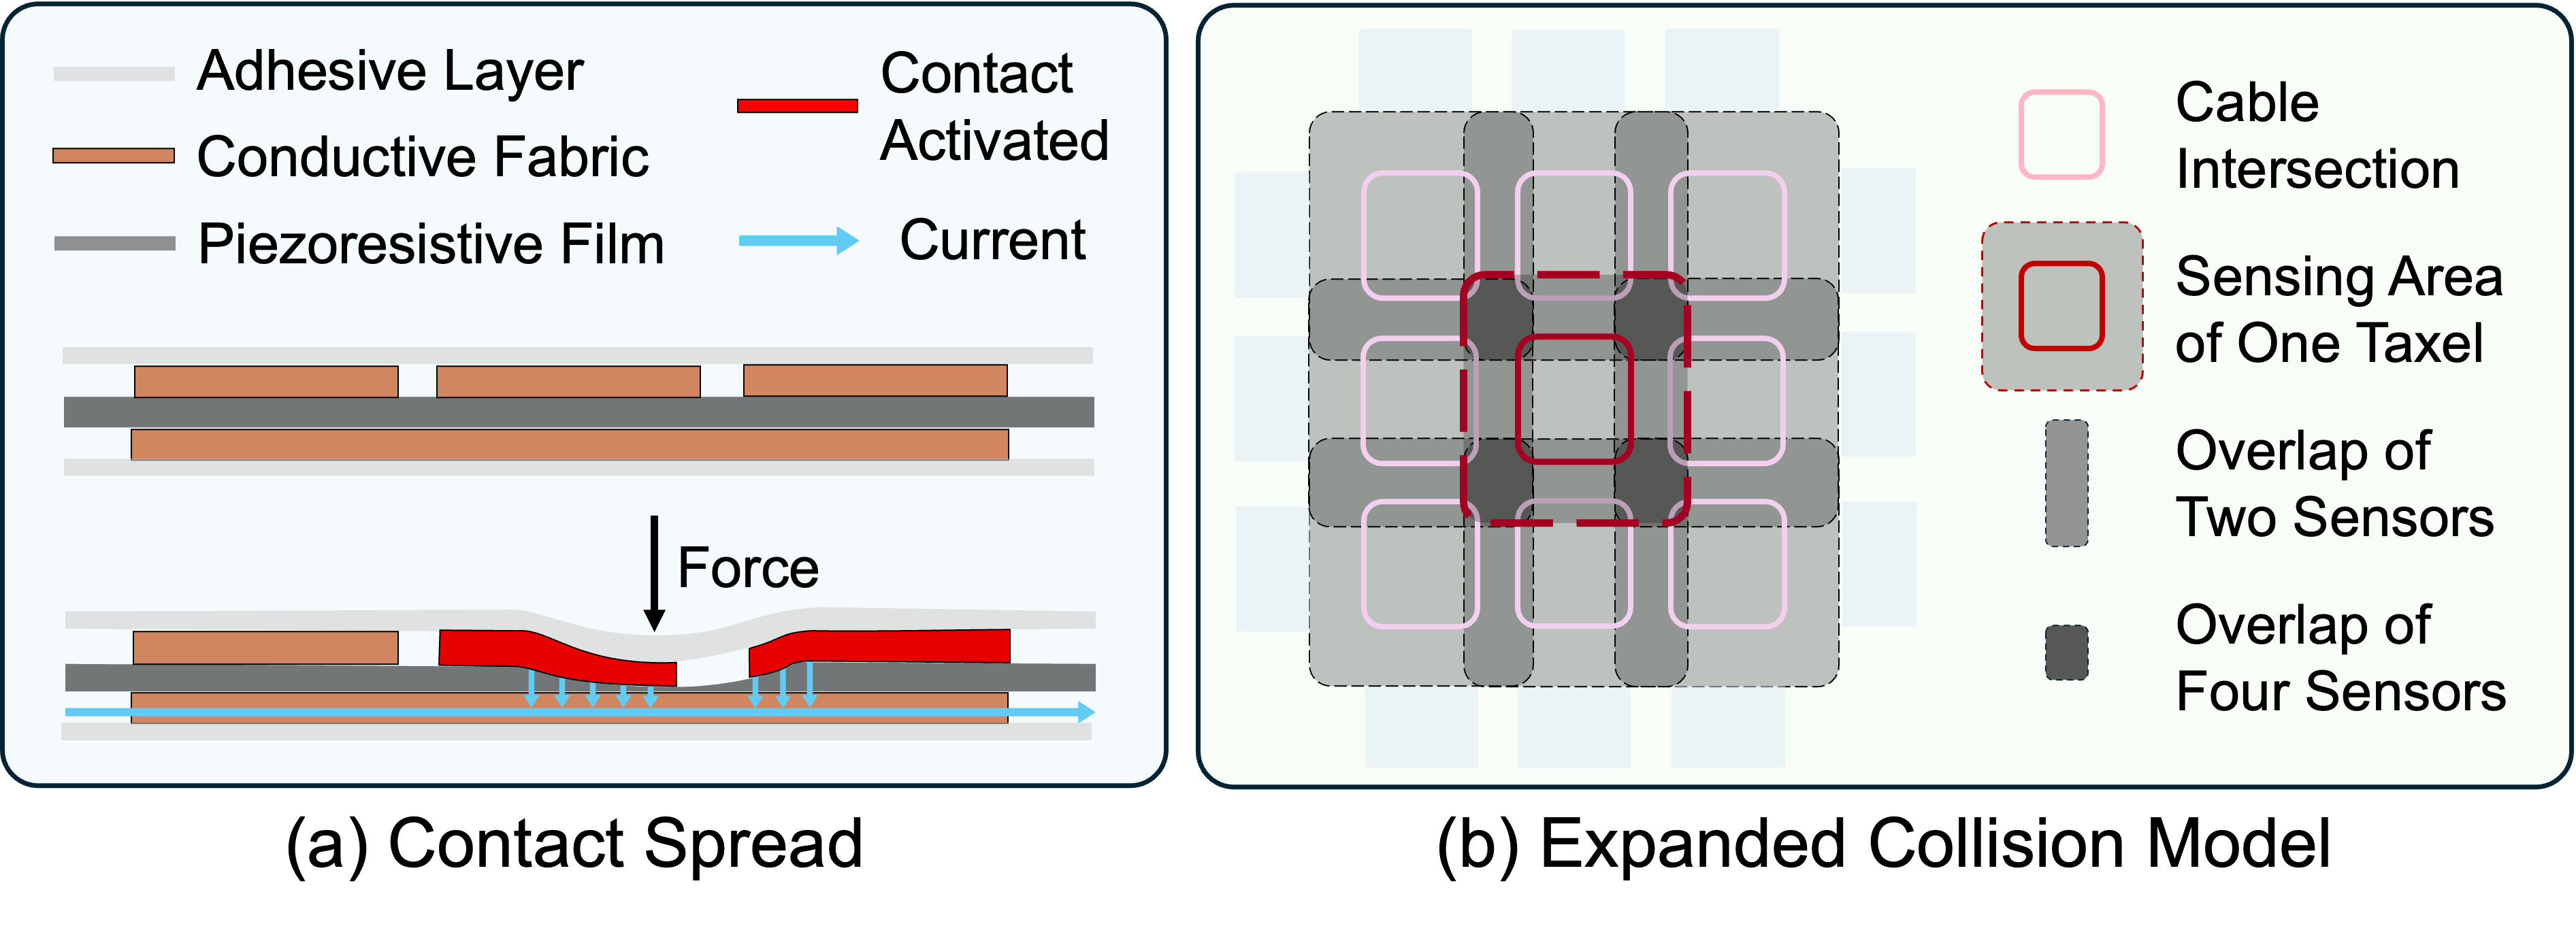 Adhesive Layer
Conductive Fabric
Piezoresistive Film
Contact
Activated
Current
Force
(a) Contact Spread
Cable
Intersection
Sensing Area
of One Taxel
Overlap of
Two Sensors
Overlap of
Four Sensors
(b) Expanded Collision Model